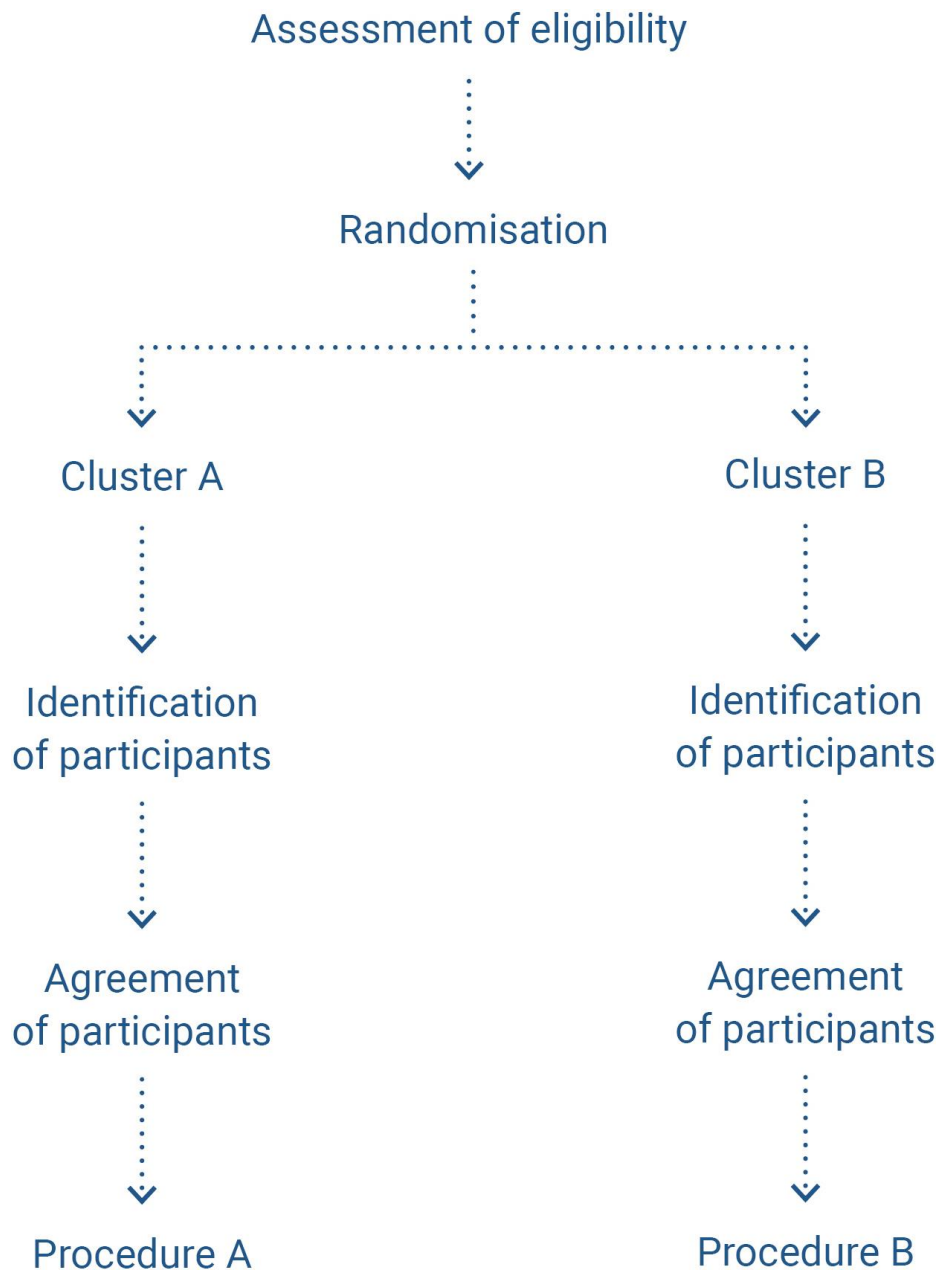 Assessment of eligibility
Randomisation
Cluster A
Cluster B
Identification
of participants
Identification
of participants
Agreement
of participants
Agreement
of participants
Procedure A
Procedure B